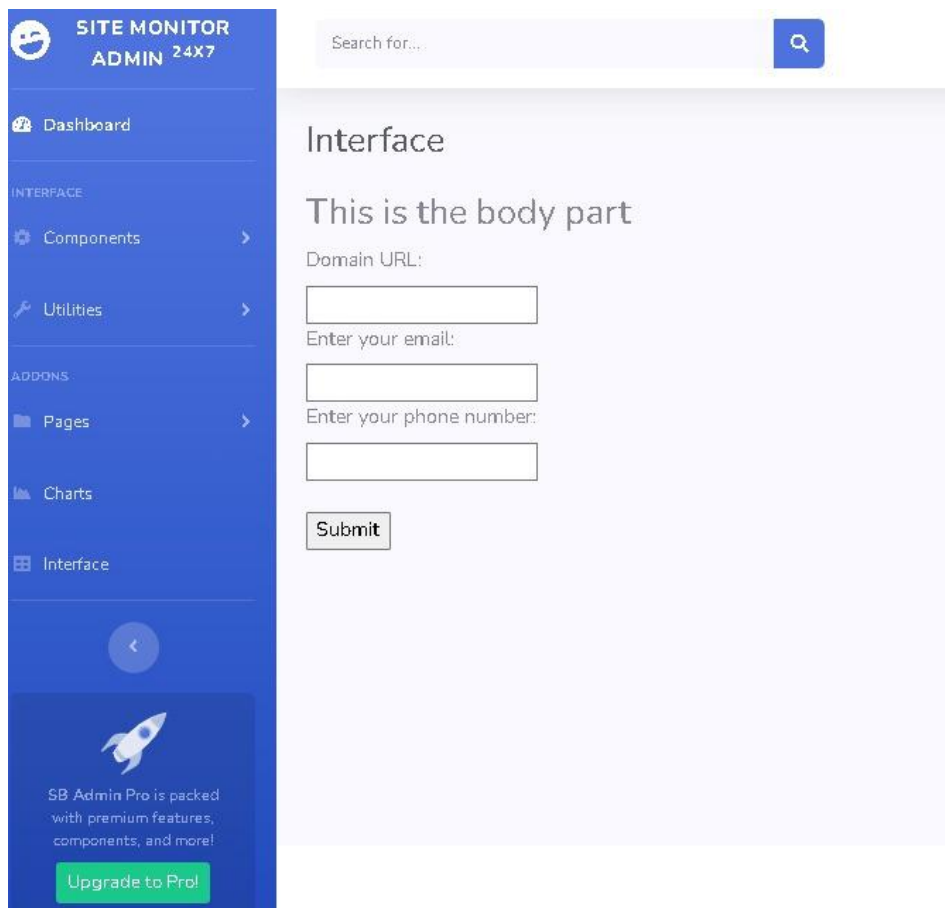 SITE MONITOR
ADMIN 24X7
Dashboard
INTERFACE
Components
Utilities
ADDONS
Pages
Charts
Interface
SB Admin Pro is packed
with premium features,
components, and more!
Upgrade to Pro!
Search for...
Interface
This is the body part
Domain URL:
Enter your email:
Enter your phone number:
Submit